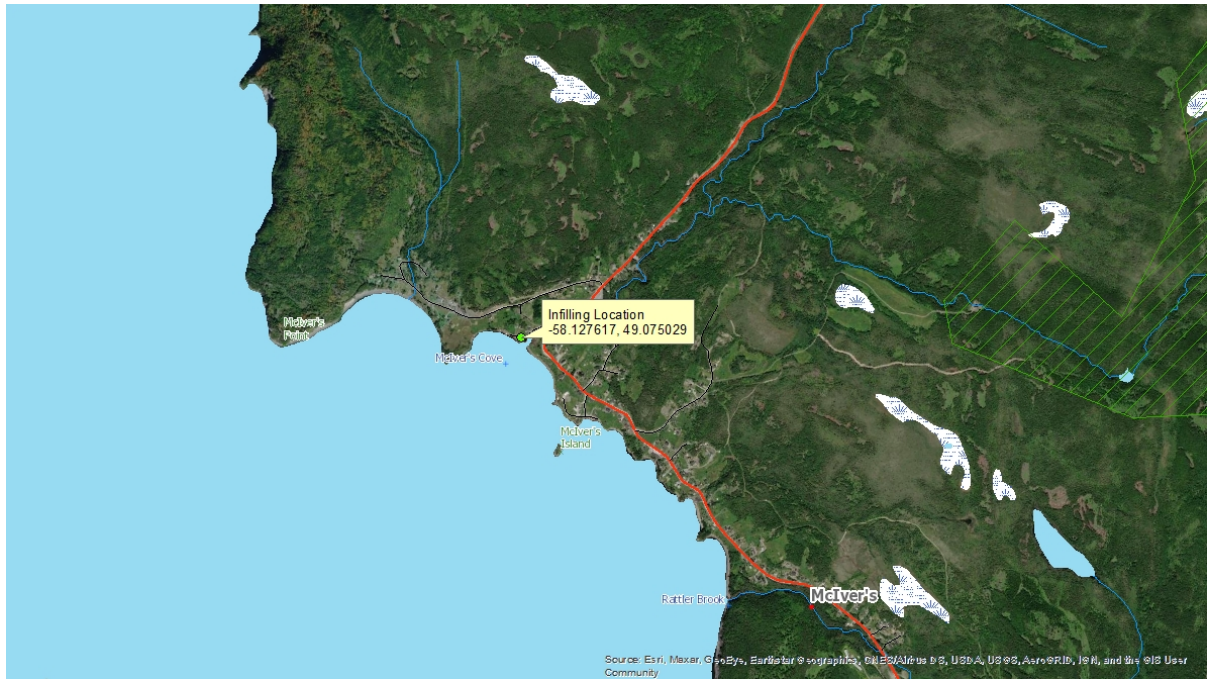 Infilling Location
-58.127617, 49.075029
McIver's
Point
McIver's Cove
McIver's
Island
Rattler Brook
McIver's
Source: Esri, Maxar, GeoEye, Earthstar Geographics, CNES/Airbus DS, USDA, USGS, AeroGRID, IGN, and the GIS User
Community